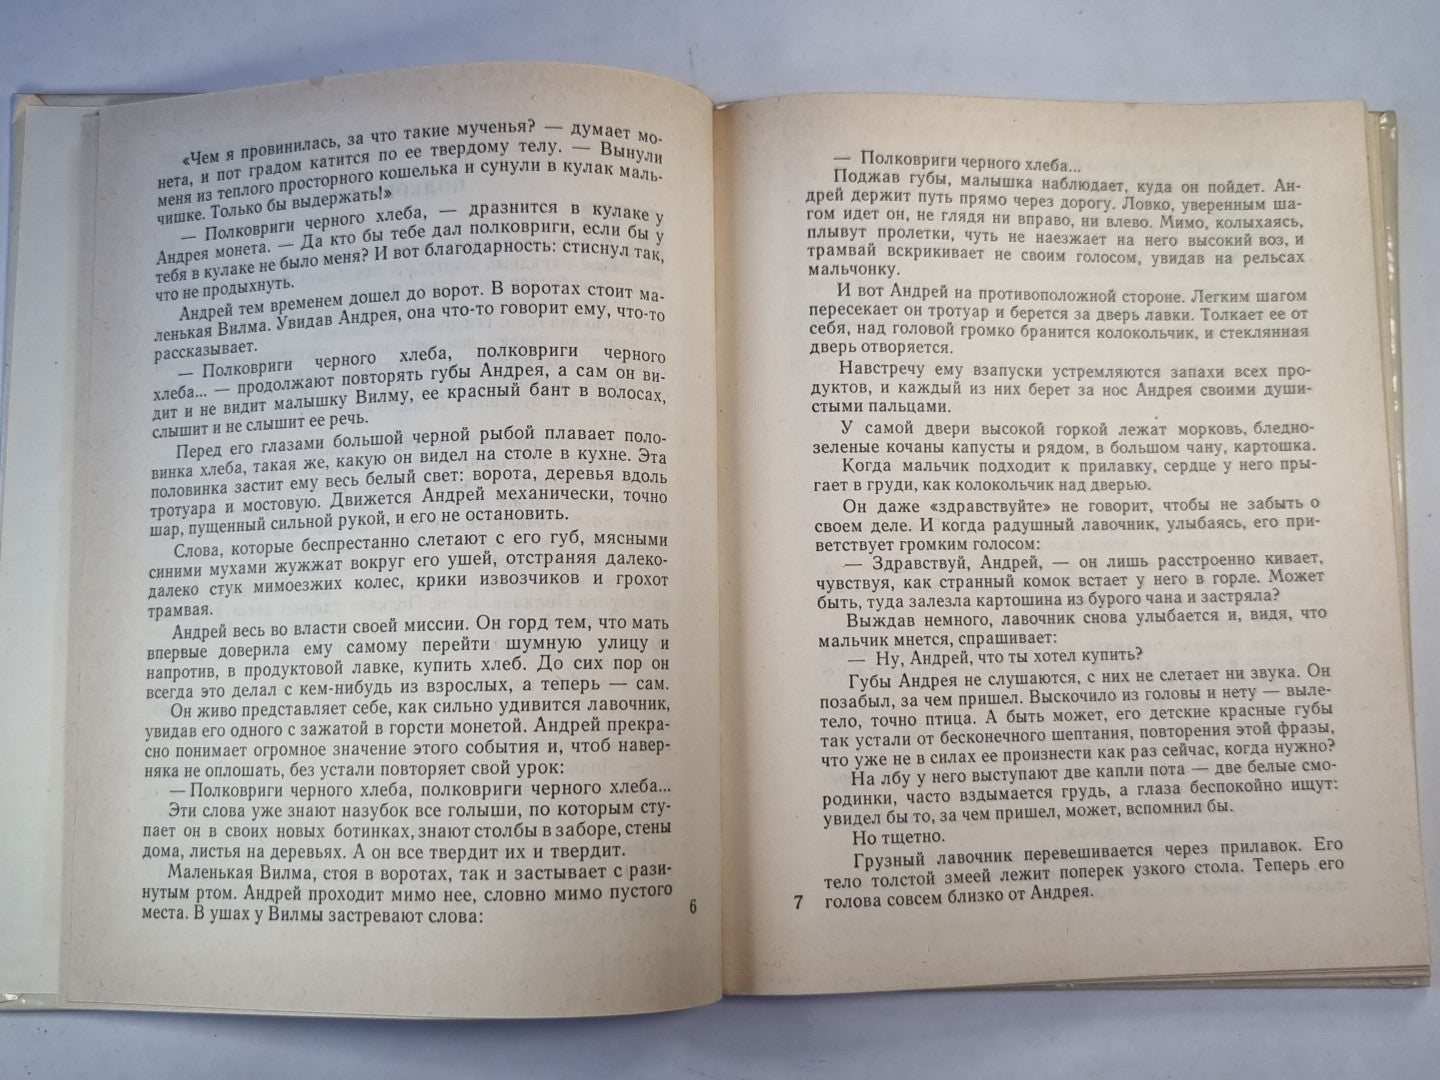 «Чем я провинилась, за что такие мученья? — думает мо-
нета, и пот градом катится по ее твердому телу. — Вынули
меня из теплого просторного кошелька и сунули в кулак маль-
чишке. Только бы выдержать!»
— Полковриги черного хлеба, — дразнится в кулаке у
Андрея монета. — Да кто бы тебе дал полковриги, если бы у
тебя в кулаке не было меня? И вот благодарность: стиснул так,
что не продыхнуть.
Андрей тем временем дошел до ворот. В воротах стоит ма-
ленькая Вилма. Увидав Андрея, она что-то говорит ему, что-то
рассказывает.
— Полковриги черного хлеба, полковриги черного
хлеба... — продолжают повторять губы Андрея, а сам он ви-
дит и не видит малышку Вилму, ее красный бант в волосах,
слышит и не слышит ее речь.
Перед его глазами большой черной рыбой плавает поло-
винка хлеба, такая же, какую он видел на столе в кухне. Эта
половинка застит ему весь белый свет: ворота, деревья вдоль
тротуара и мостовую. Движется Андрей механически, точно
шар, пущенный сильной рукой, и его не остановить.
Слова, которые беспрестанно слетают с его губ, мясными
синими мухами жужжат вокруг его ушей, отстраняя далеко-
далеко стук мимоезжих колес, крики извозчиков и грохот
трамвая.
Андрей весь во власти своей миссии. Он горд тем, что мать
впервые доверила ему самому перейти шумную улицу и
напротив, в продуктовой лавке, купить хлеб. До сих пор он
всегда это делал с кем-нибудь из взрослых, а теперь — сам.
Он живо представляет себе, как сильно удивится лавочник,
увидав его одного с зажатой в горсти монетой. Андрей прекра-
сно понимает огромное значение этого события и, чтоб навер-
няка не оплошать, без устали повторяет свой урок:
— Полковриги черного хлеба, полковриги черного хлеба...
Эти слова уже знают назубок все голыши, по которым сту-
пает он в своих новых ботинках, знают столбы в заборе, стены
дома, листья на деревьях. А он все твердит их и твердит.
Маленькая Вилма, стоя в воротах, так и застывает с рази-
нутым ртом. Андрей проходит мимо нее, словно мимо пустого
места. В ушах у Вилмы застревают слова:
6
— Полковриги черного хлеба...
Поджав губы, малышка наблюдает, куда он пойдет. Ан-
дрей держит путь прямо через дорогу. Ловко, уверенным ша-
гом идет он, не глядя ни вправо, ни влево. Мимо, колыхаясь,
плывут пролетки, чуть не наезжает на него высокий воз, и
трамвай вскрикивает не своим голосом, увидав на рельсах
мальчонку.
И вот Андрей на противоположной стороне. Легким шагом
пересекает он тротуар и берется за дверь лавки. Толкает ее от
себя, над головой громко бранится колокольчик, и стеклянная
дверь отворяется.
Навстречу ему взапуски устремляются запахи всех про-
дуктов, и каждый из них берет за нос Андрея своими души-
стыми пальцами.
У самой двери высокой горкой лежат морковь, бледно-
зеленые кочаны капусты и рядом, в большом чану, картошка.
Когда мальчик подходит к прилавку, сердце у него пры-
гает в груди, как колокольчик над дверью.
Он даже «здравствуйте» не говорит, чтобы не забыть о
своем деле. И когда радушный лавочник, улыбаясь, его при-
ветствует громким голосом:
— Здравствуй, Андрей, — он лишь расстроенно кивает,
чувствуя, как странный комок встает у него в горле. Может
быть, туда залезла картошина из бурого чана и застряла?
Выждав немного, лавочник снова улыбается и, видя, что
мальчик мнется, спрашивает:
— Ну, Андрей, что ты хотел купить?
Губы Андрея не слушаются, с них не слетает ни звука. Он
позабыл, за чем пришел. Выскочило из головы и нету — выле-
тело, точно птица. А быть может, его детские красные губы
так устали от бесконечного шептания, повторения этой фразы,
что уже не в силах ее произнести как раз сейчас, когда нужно?
На лбу у него выступают две капли пота — две белые смо-
родинки, часто вздымается грудь, а глаза беспокойно ищут:
увидел бы то, за чем пришел, может, вспомнил бы.
Но тщетно.
Грузный лавочник перевешивается через прилавок. Его
тело толстой змеей лежит поперек узкого стола. Теперь его
голова совсем близко от Андрея.
7